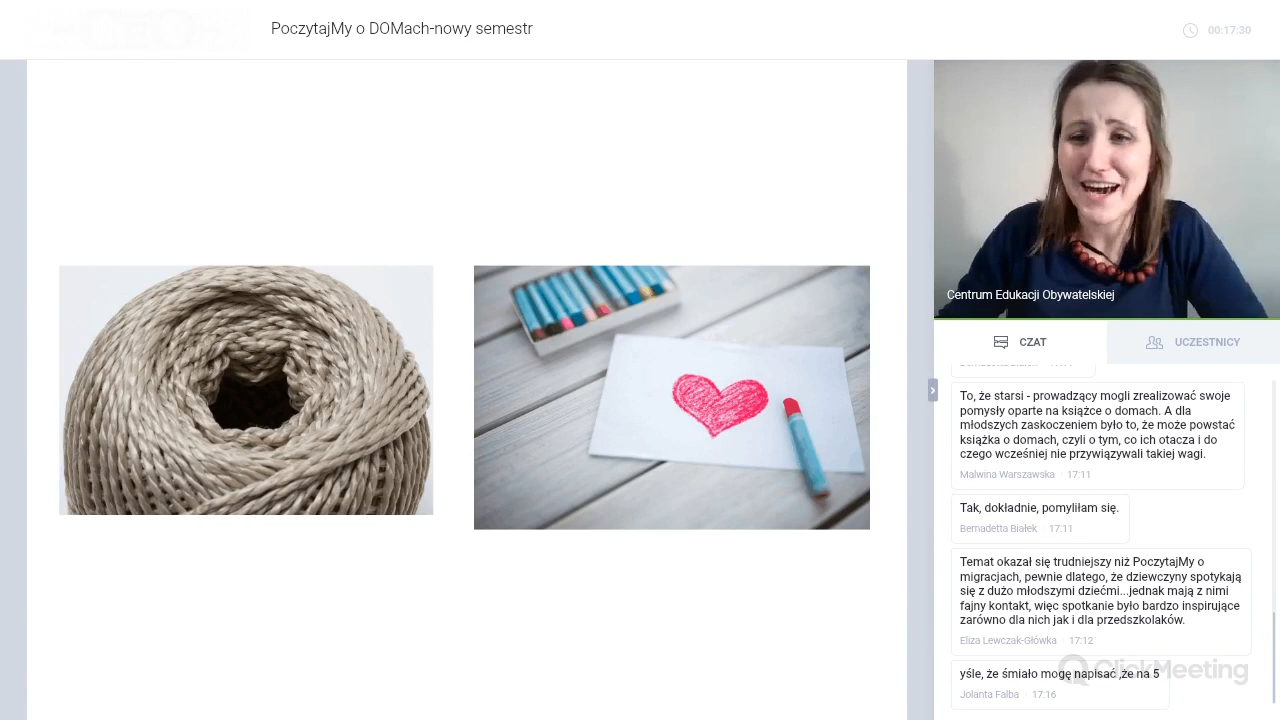 PoczytajMy o DOMach-nowy semestr
00:17:30
Centrum Edukacji Obywatelskiej
CZAT
UCZESTNICY
To, że starsi - prowadzący mogli zrealizować swoje
pomysły oparte na książce o domach. A dla
młodszych zaskoczeniem było to, że może powstać
książka o domach, czyli o tym, co ich otacza i do
czego wcześniej nie przywiązywali takiej wagi.
Malwina Warszawska 17:11
Tak, dokładnie, pomyliłam się.
Bernadetta Białek 17:11
Temat okazał się trudniejszy niż PoczytajMy o
migracjach, pewnie dlatego, że dziewczyny spotykają
się z dużo młodszymi dziećmi...jednak mają z nimi
fajny kontakt, więc spotkanie było bardzo inspirujące
zarówno dla nich jak i dla przedszkolaków.
Eliza Lewczak-Główka 17:12
yśle, że śmiało mogę napisać ,że na 5
Jolanta Falba 17:16
ClickMeeting